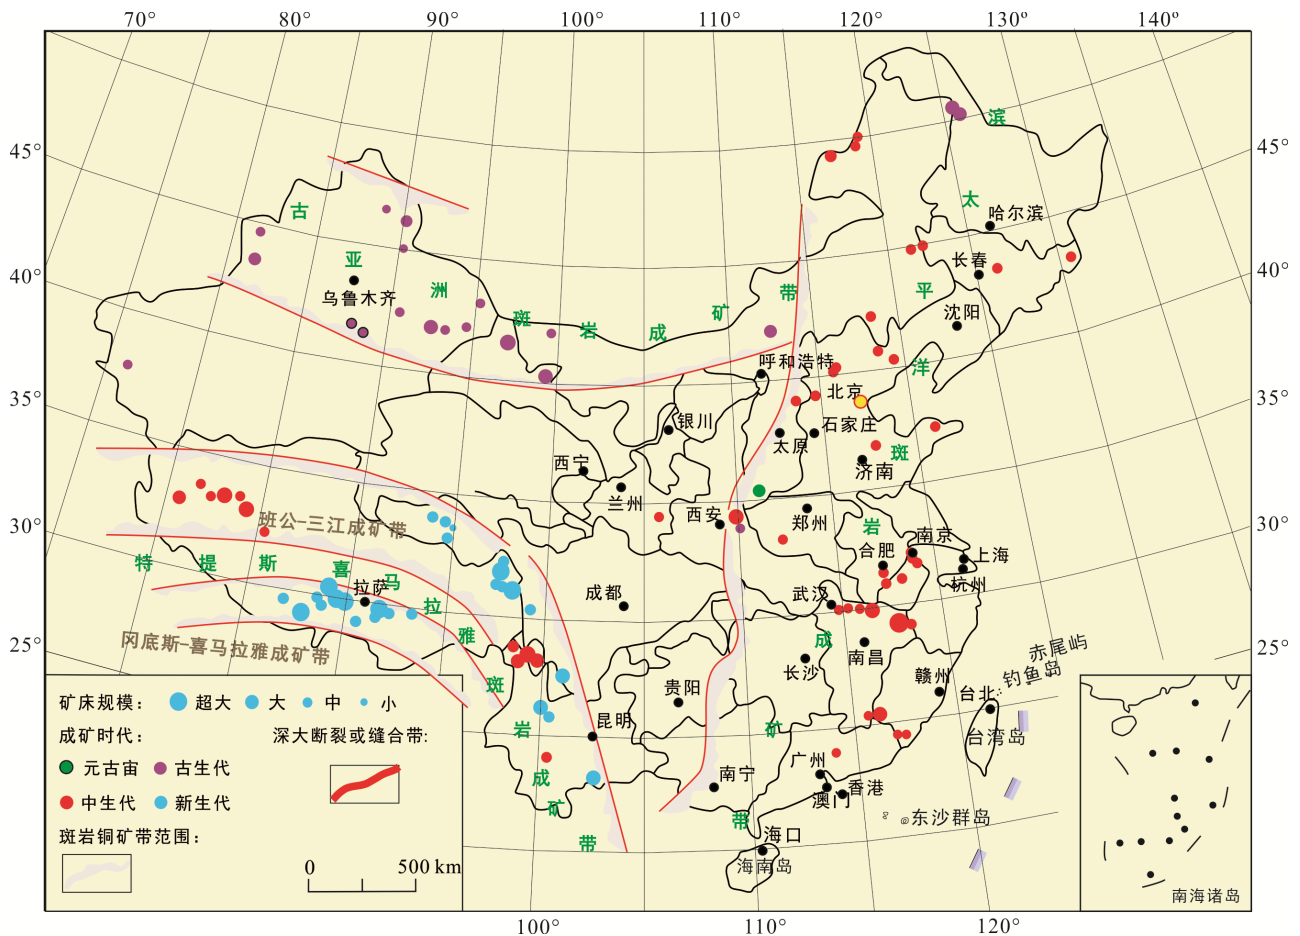 70°
80°
90°
100°
110°
120°
130°
140°
45°
40°
35°
30°
25°
45°
40°
35°
30°
25°
100°
110°
120°
古亚洲斑岩成矿带
滨太平洋斑岩成矿带
特提斯喜马拉雅斑岩成矿带
班公-三江成矿带
冈底斯-喜马拉雅成矿带
哈尔滨
长春
沈阳
乌鲁木齐
呼和浩特
北京
银川
石家庄
太原
济南
西宁
兰州
西安
郑州
南京
合肥
上海
杭州
拉萨
成都
武汉
南昌
长沙
赣州
贵阳
昆明
台北
钓鱼岛
赤尾屿
台湾岛
南宁
广州
香港
澳门
东沙群岛
海口
海南岛
南海诸岛
矿床规模: 超大 大 中 小
成矿时代: 深大断裂或缝合带:
元古宙 古生代
中生代 新生代
斑岩铜矿带范围:
0 500 km